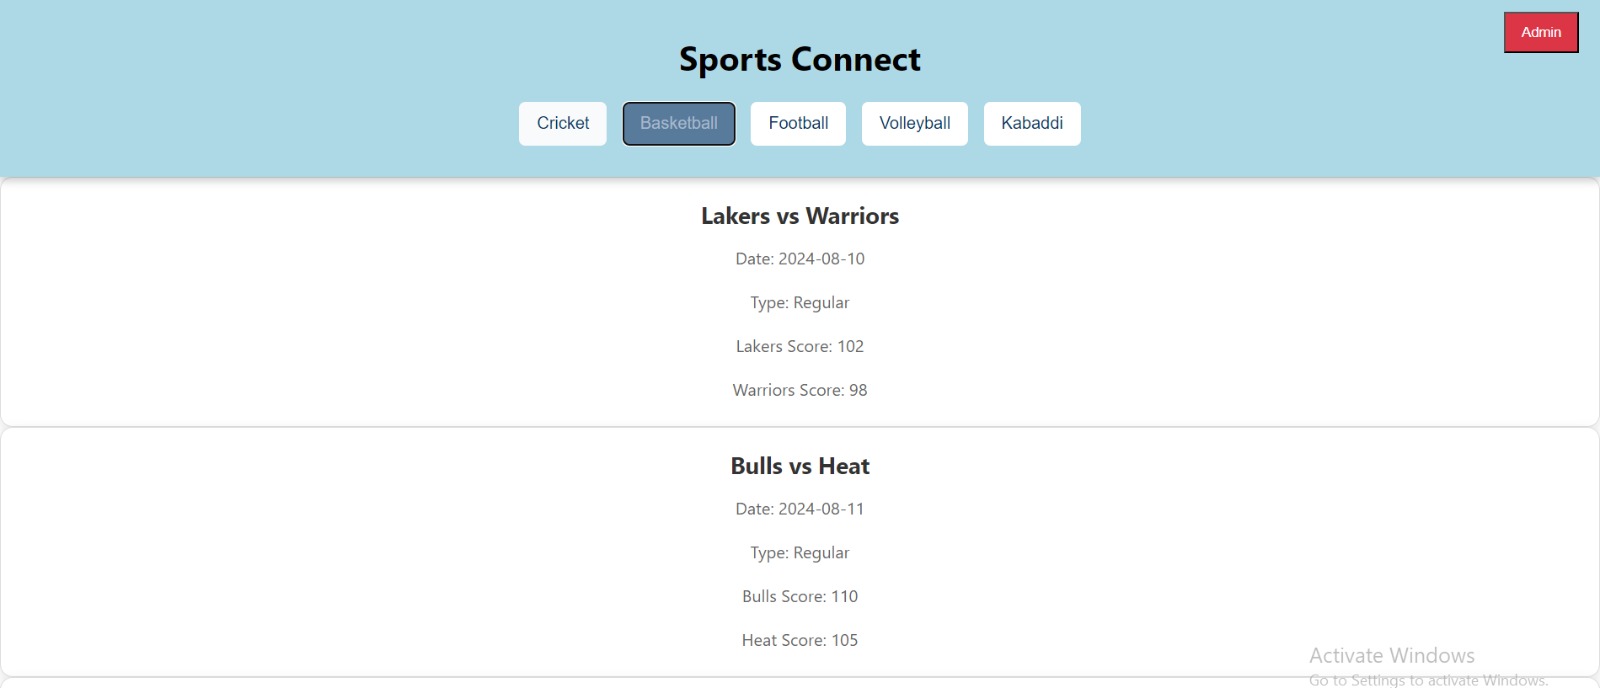 Admin
Sports Connect
Cricket Basketball Football Volleyball Kabaddi
Lakers vs Warriors
Date: 2024-08-10
Type: Regular
Lakers Score: 102
Warriors Score: 98
Bulls vs Heat
Date: 2024-08-11
Type: Regular
Bulls Score: 110
Heat Score: 105
Activate Windows
Go to Settings to activate Windows.